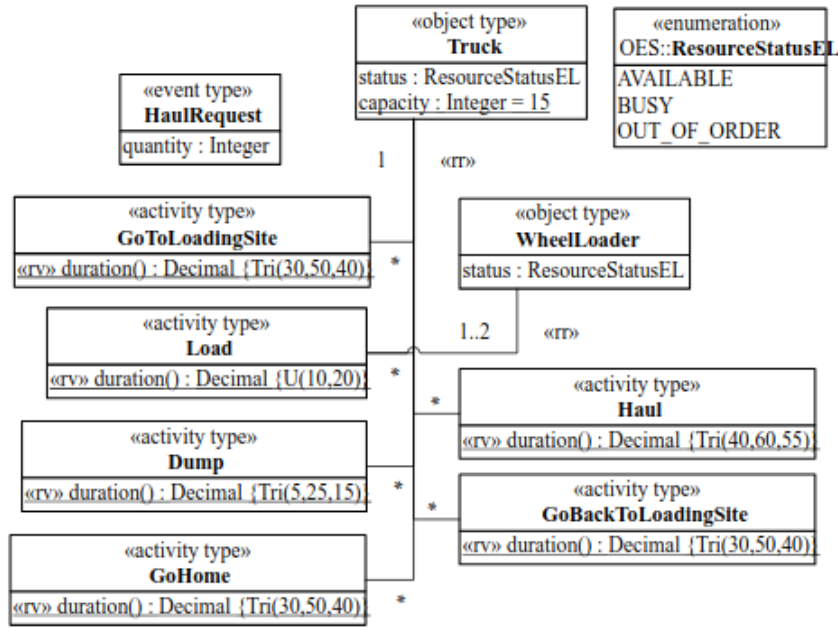 «object type»
Truck
status : ResourceStatusEL
capacity : Integer = 15
«enumeration»
OES::ResourceStatusEL
AVAILABLE
BUSY
OUT_OF_ORDER
«event type»
HaulRequest
quantity : Integer
1 «rr»
«activity type»
GoToLoadingSite
«rv» duration() : Decimal {Tri(30,50,40)}
*
«object type»
WheelLoader
status : ResourceStatusEL
1..2 «rr»
«activity type»
Load
«rv» duration() : Decimal {U(10,20)}
*
«activity type»
Haul
«rv» duration() : Decimal {Tri(40,60,55)}
*
«activity type»
Dump
«rv» duration() : Decimal {Tri(5,25,15)}
*
«activity type»
GoBackToLoadingSite
«rv» duration() : Decimal {Tri(30,50,40)}
*
«activity type»
GoHome
«rv» duration() : Decimal {Tri(30,50,40)}
*